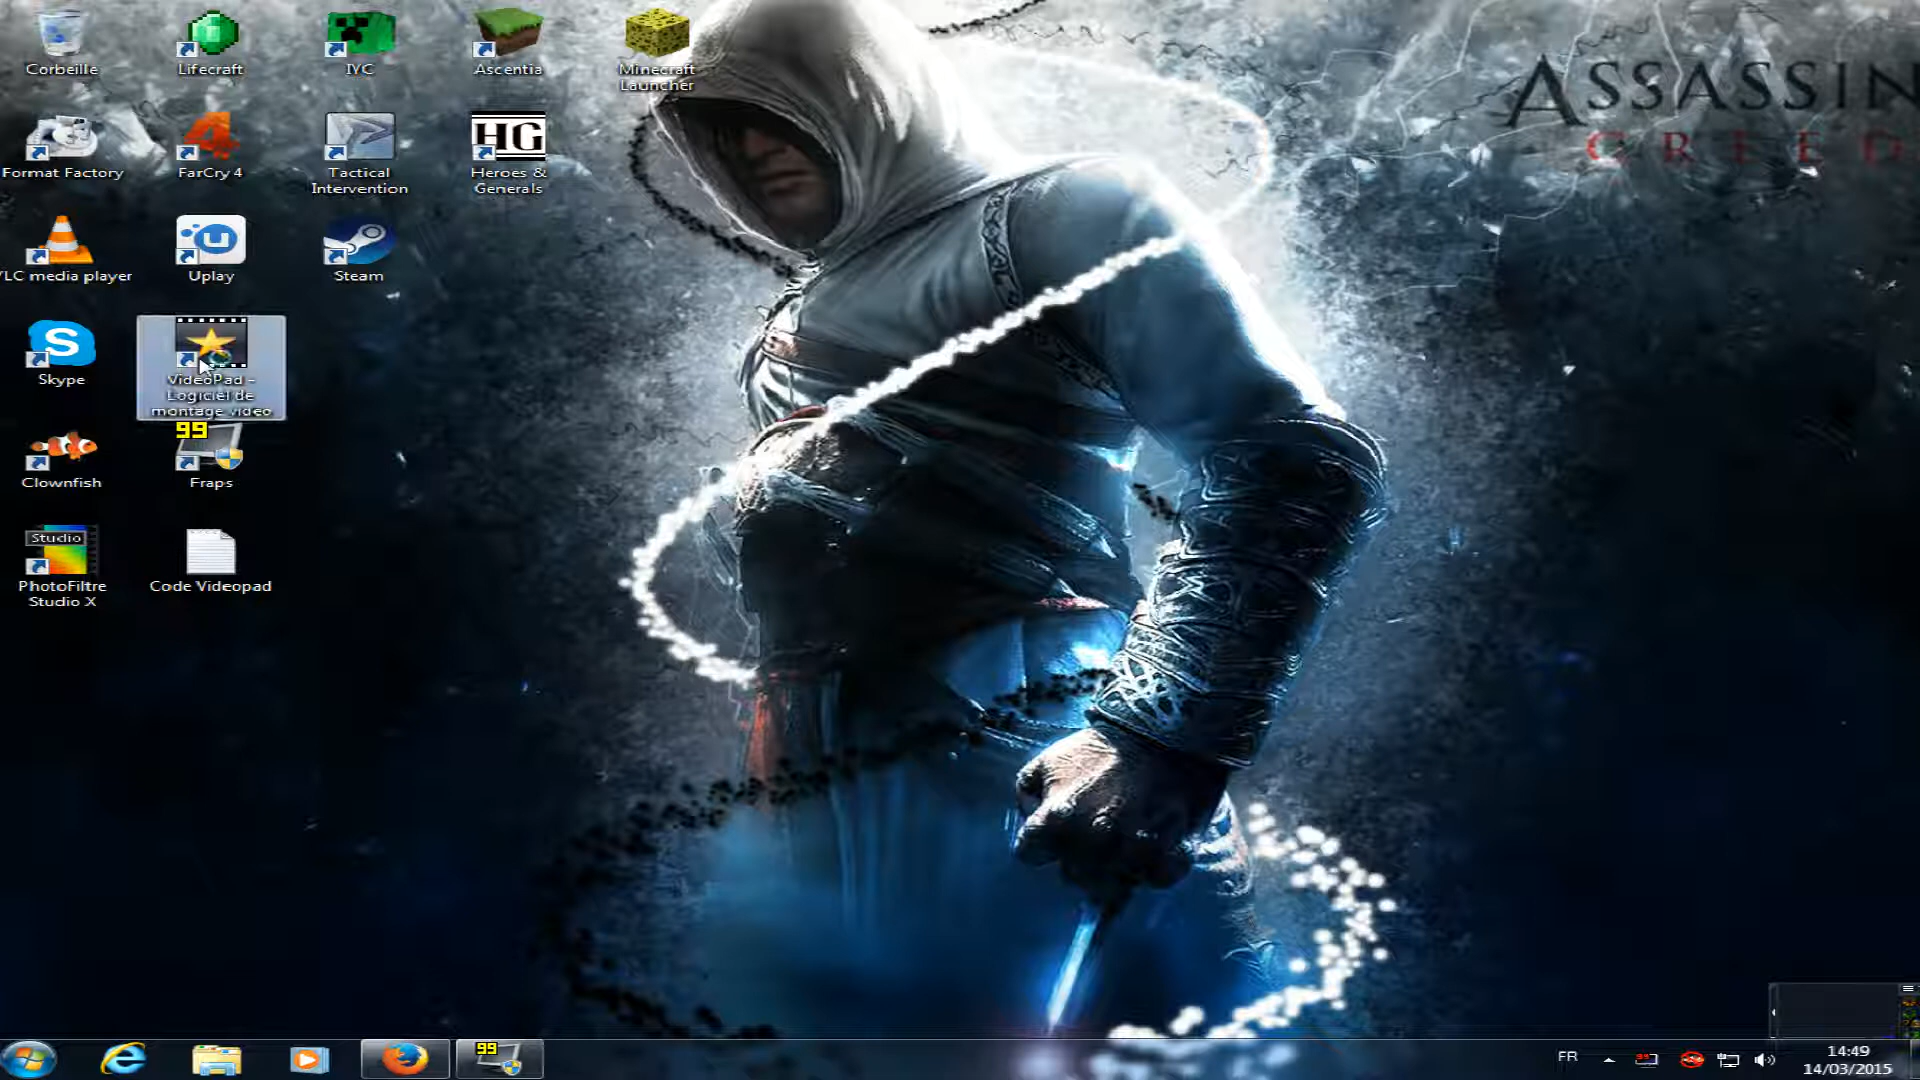 Corbeille
Lifecraft
IYC
Ascentia
Minecraft
Launcher
ASSASSIN
CREED
Format Factory
FarCry 4
Tactical
Intervention
HG
Heroes &
Generals
VLC media player
Uplay
Steam
Skype
VideoPad -
Logiciel de
montage vidéo
Clownfish
99
Fraps
Studio
PhotoFiltre
Studio X
Code Videopad
99
FR
14:49
14/03/2015